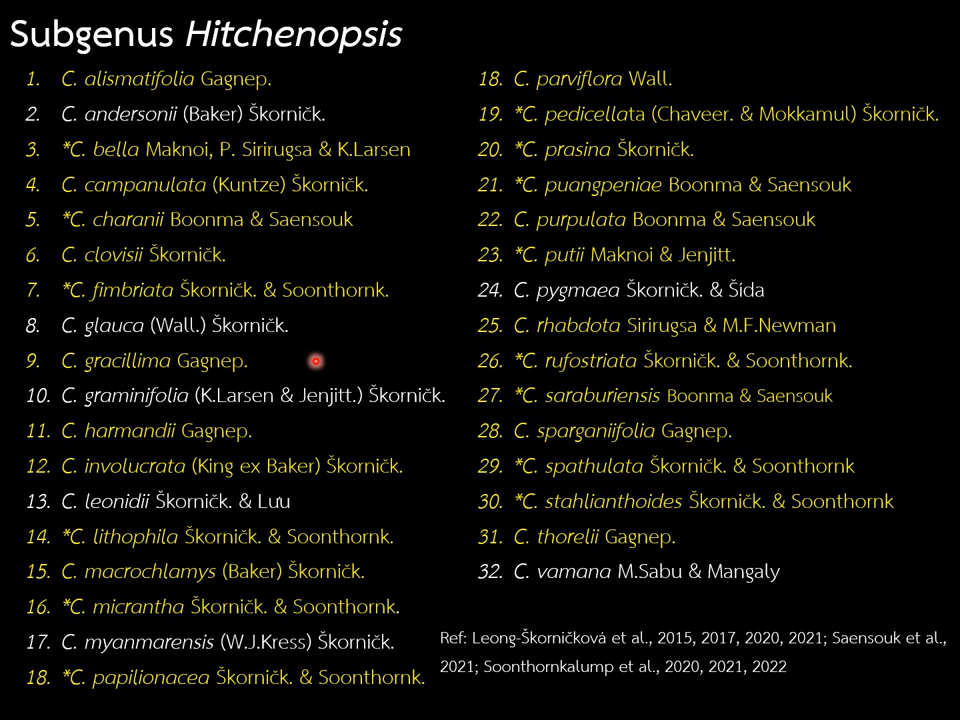 Subgenus Hitchenopsis
1. C. alismatifolia Gagnep.
2. C. andersonii (Baker) Škorničk.
3. *C. bella Maknoi, P. Sirirugsa & K.Larsen
4. C. campanulata (Kuntze) Škorničk.
5. *C. charanii Boonma & Saensouk
6. C. clovisii Škorničk.
7. *C. fimbriata Škorničk. & Soonthornk.
8. C. glauca (Wall.) Škorničk.
9. C. gracillima Gagnep.
10. C. graminifolia (K.Larsen & Jenjitt.) Škorničk.
11. C. harmandii Gagnep.
12. C. involucrata (King ex Baker) Škorničk.
13. C. leonidii Škorničk. & Lưu
14. *C. lithophila Škorničk. & Soonthornk.
15. C. macrochlamys (Baker) Škorničk.
16. *C. micrantha Škorničk. & Soonthornk.
17. C. myanmarensis (W.J.Kress) Škorničk.
18. *C. papilionacea Škorničk. & Soonthornk.
18. C. parviflora Wall.
19. *C. pedicellata (Chaveer. & Mokkamul) Škorničk.
20. *C. prasina Škorničk.
21. *C. puangpeniae Boonma & Saensouk
22. C. purpulata Boonma & Saensouk
23. *C. putii Maknoi & Jenjitt.
24. C. pygmaea Škorničk. & Šída
25. C. rhabdota Sirirugsa & M.F.Newman
26. *C. rufostriata Škorničk. & Soonthornk.
27. *C. saraburiensis Boonma & Saensouk
28. C. sparganiifolia Gagnep.
29. *C. spathulata Škorničk. & Soonthornk
30. *C. stahlianthoides Škorničk. & Soonthornk
31. C. thorelii Gagnep.
32. C. vamana M.Sabu & Mangaly
Ref: Leong-Škorničková et al., 2015, 2017, 2020, 2021; Saensouk et al.,
2021; Soonthornkalump et al., 2020, 2021, 2022